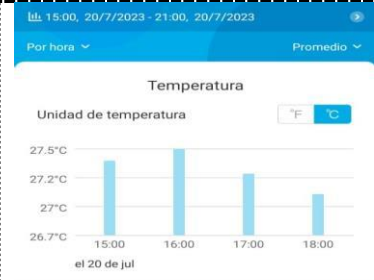 15:00, 20/7/2023 - 21:00, 20/7/2023
Por hora
Promedio
Temperatura
Unidad de temperatura
°F °C
27.5°C
27.2°C
27°C
26.7°C
15:00 16:00 17:00 18:00
el 20 de jul